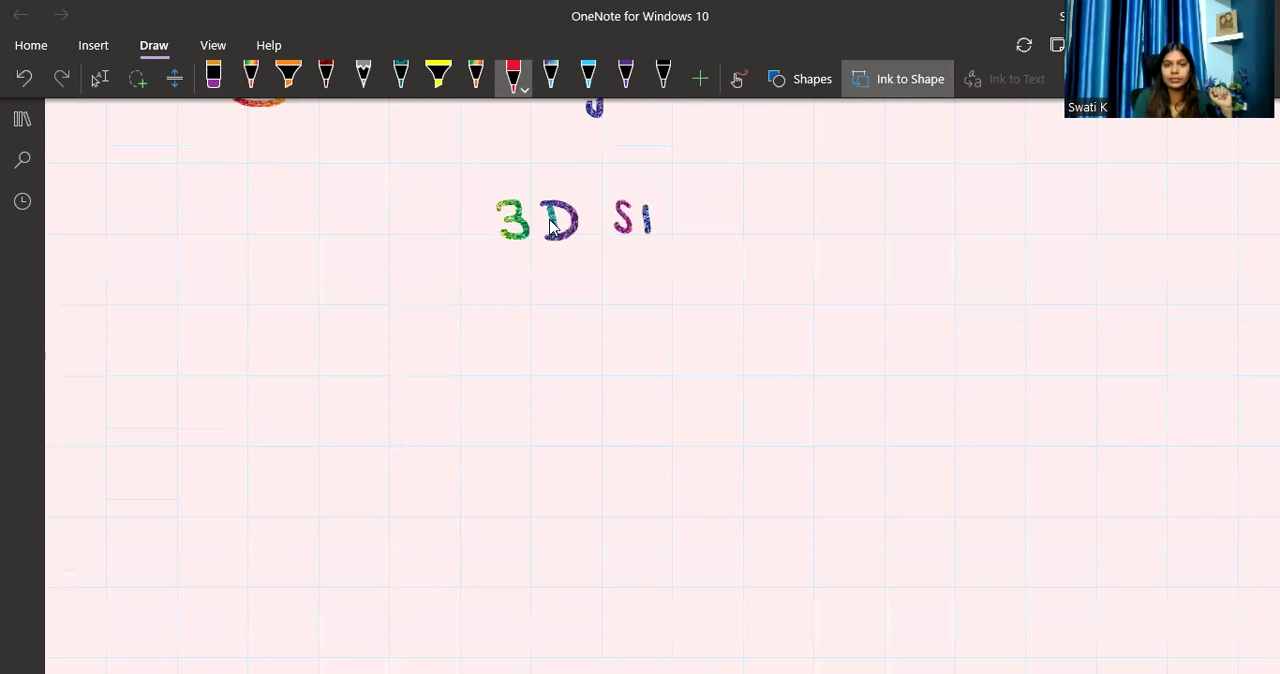 OneNote for Windows 10
Home Insert Draw View Help
Shapes Ink to Shape Ink to Text
Swati K
3D SI